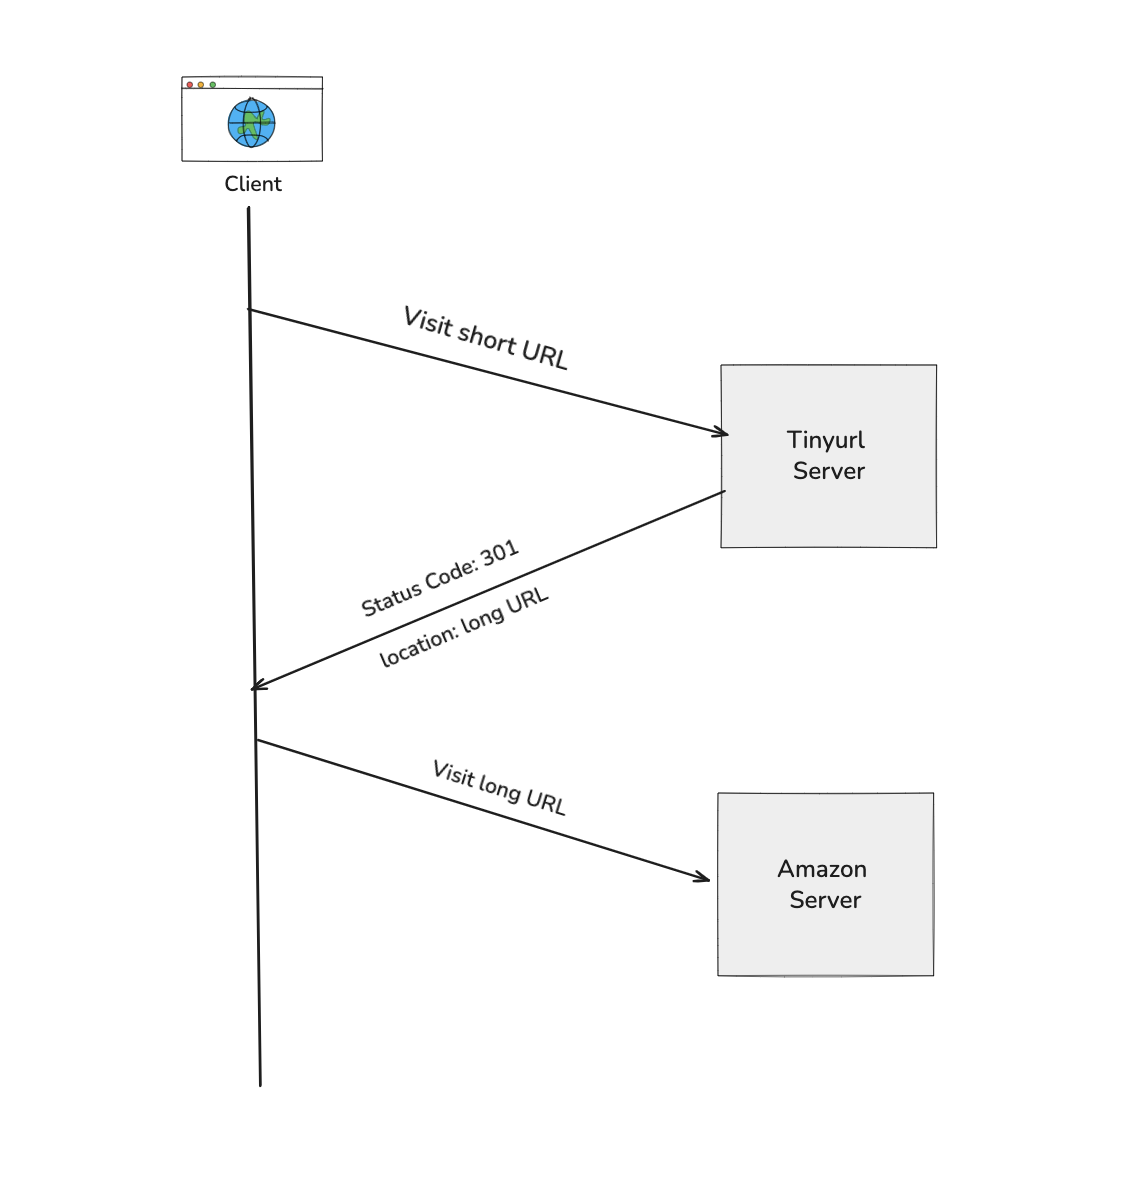 Client
Visit short URL
Tinyurl
Server
Status Code: 301
location: long URL
Visit long URL
Amazon
Server